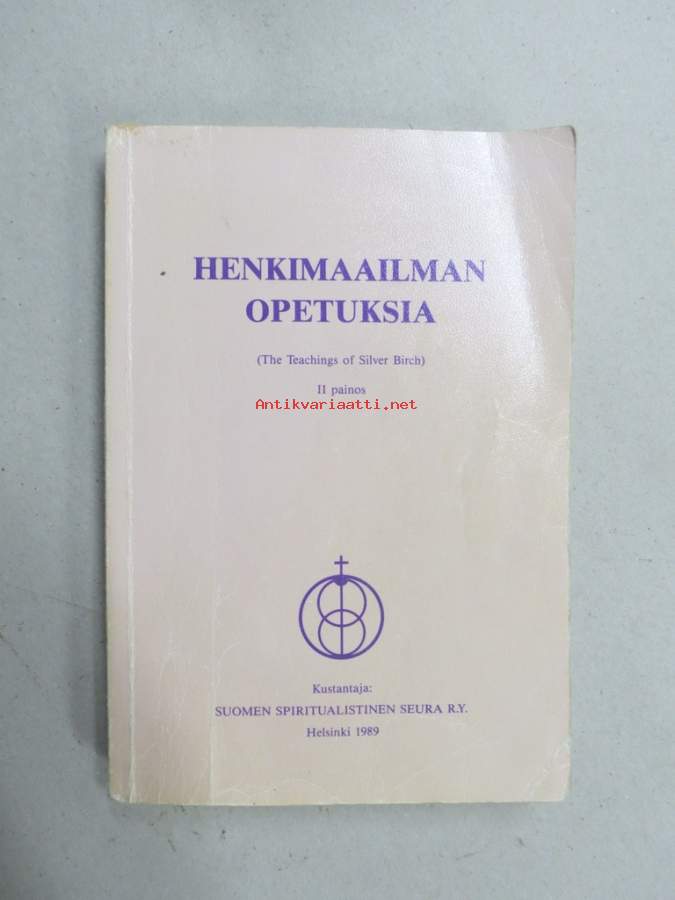 HENKIMAAILMAN
OPETUKSIA
(The Teachings of Silver Birch)
II painos
Antikvariaatti.net
Kustantaja:
SUOMEN SPIRITUALISTINEN SEURA R.Y.
Helsinki 1989